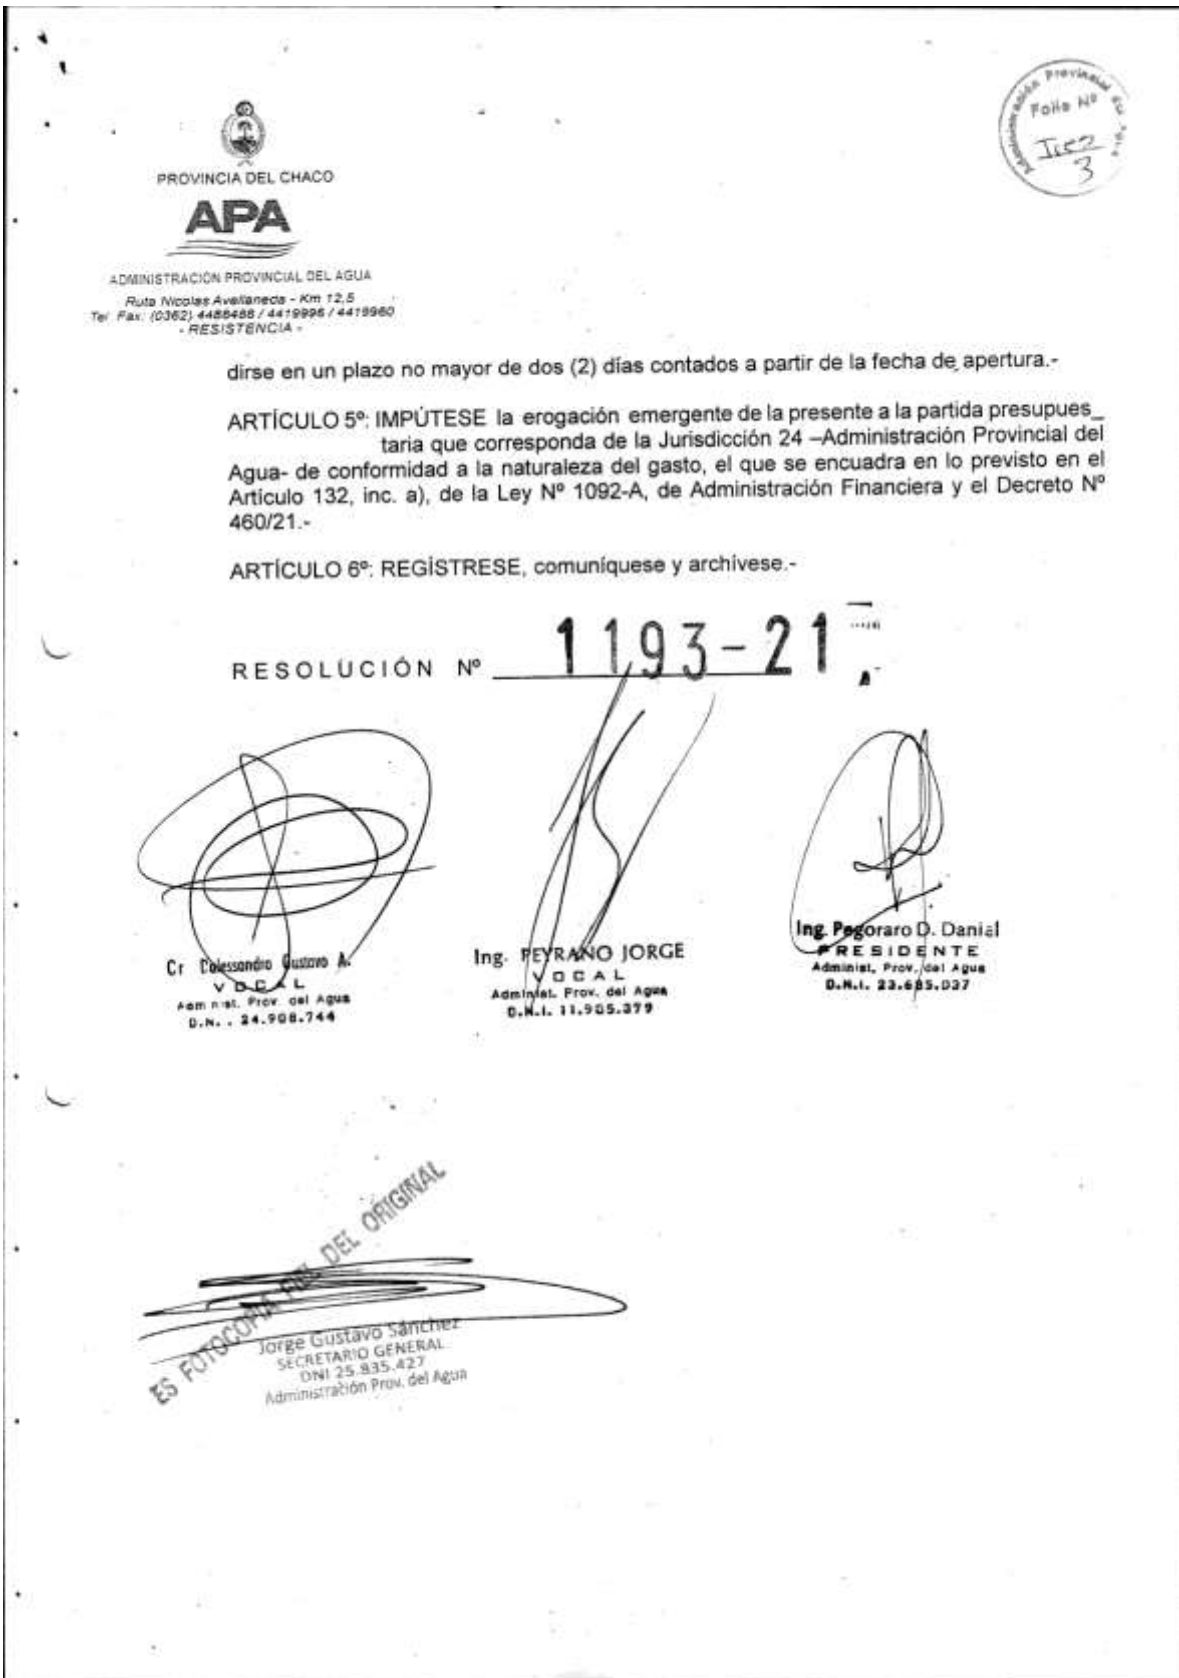 Administración Provincial del Agua
Folio Nº
Tres
3
PROVINCIA DEL CHACO
APA
ADMINISTRACIÓN PROVINCIAL DEL AGUA
Ruta Nicolas Avellaneda - Km 12,5
Tel Fax: (0362) 4486488 / 4419996 / 4419960
- RESISTENCIA -
dirse en un plazo no mayor de dos (2) días contados a partir de la fecha de apertura.-
ARTÍCULO 5º: IMPÚTESE la erogación emergente de la presente a la partida presupues_
taria que corresponda de la Jurisdicción 24 –Administración Provincial del
Agua- de conformidad a la naturaleza del gasto, el que se encuadra en lo previsto en el
Artículo 132, inc. a), de la Ley Nº 1092-A, de Administración Financiera y el Decreto Nº
460/21.-
ARTÍCULO 6º: REGÍSTRESE, comuníquese y archívese.-
RESOLUCIÓN Nº 1193-21
Cr Colessandro Gustavo A.
VOCAL
Administ. Prov. del Agua
D.N. . 24.908.744
Ing. PEYRANO JORGE
VOCAL
Administ. Prov. del Agua
D.N.I. 11.905.379
Ing. Pegoraro D. Danial
PRESIDENTE
Administ. Prov. del Agua
D.N.I. 23.685.037
ES FOTOCOPIA FIEL DEL ORIGINAL
Jorge Gustavo Sánchez
SECRETARIO GENERAL
DNI 25.835.427
Administración Prov. del Agua